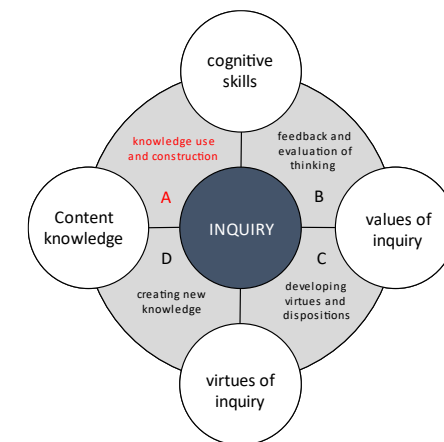 cognitive
skills
knowledge use
and construction
A
feedback and
evaluation of
thinking
B
Content
knowledge
INQUIRY
values of
inquiry
D
creating new
knowledge
C
developing
virtues and
dispositions
virtues of
inquiry